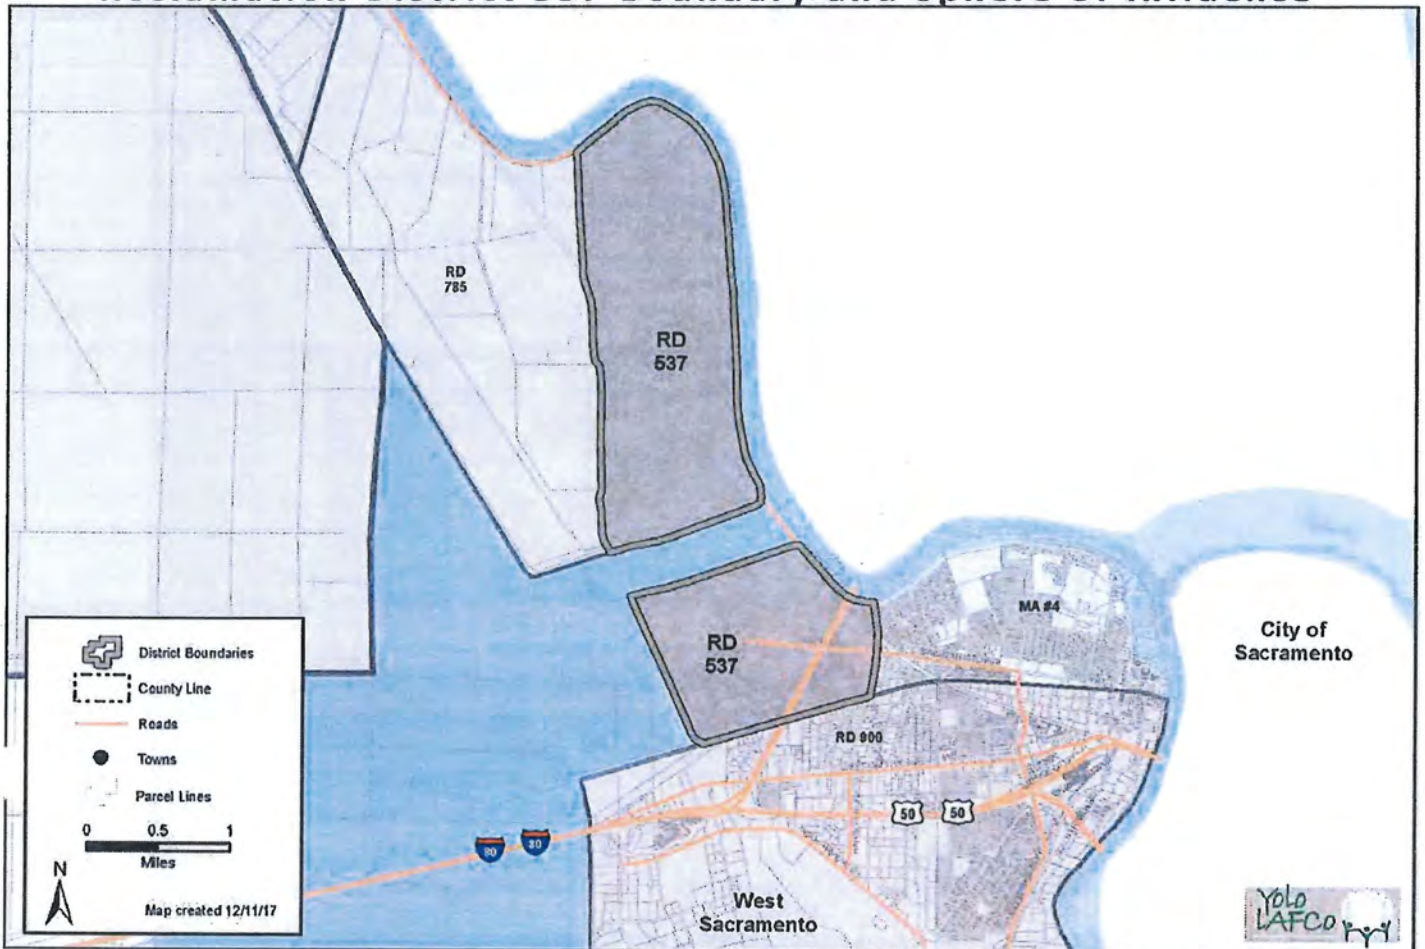 RD
785
RD
537
RD
537
MA #4
City of
Sacramento
RD 900
50
50
80
80
West
Sacramento
District Boundaries
County Line
Roads
Towns
Parcel Lines
0 0.5 1
Miles
N
Map created 12/11/17
YOLO
LAFCO